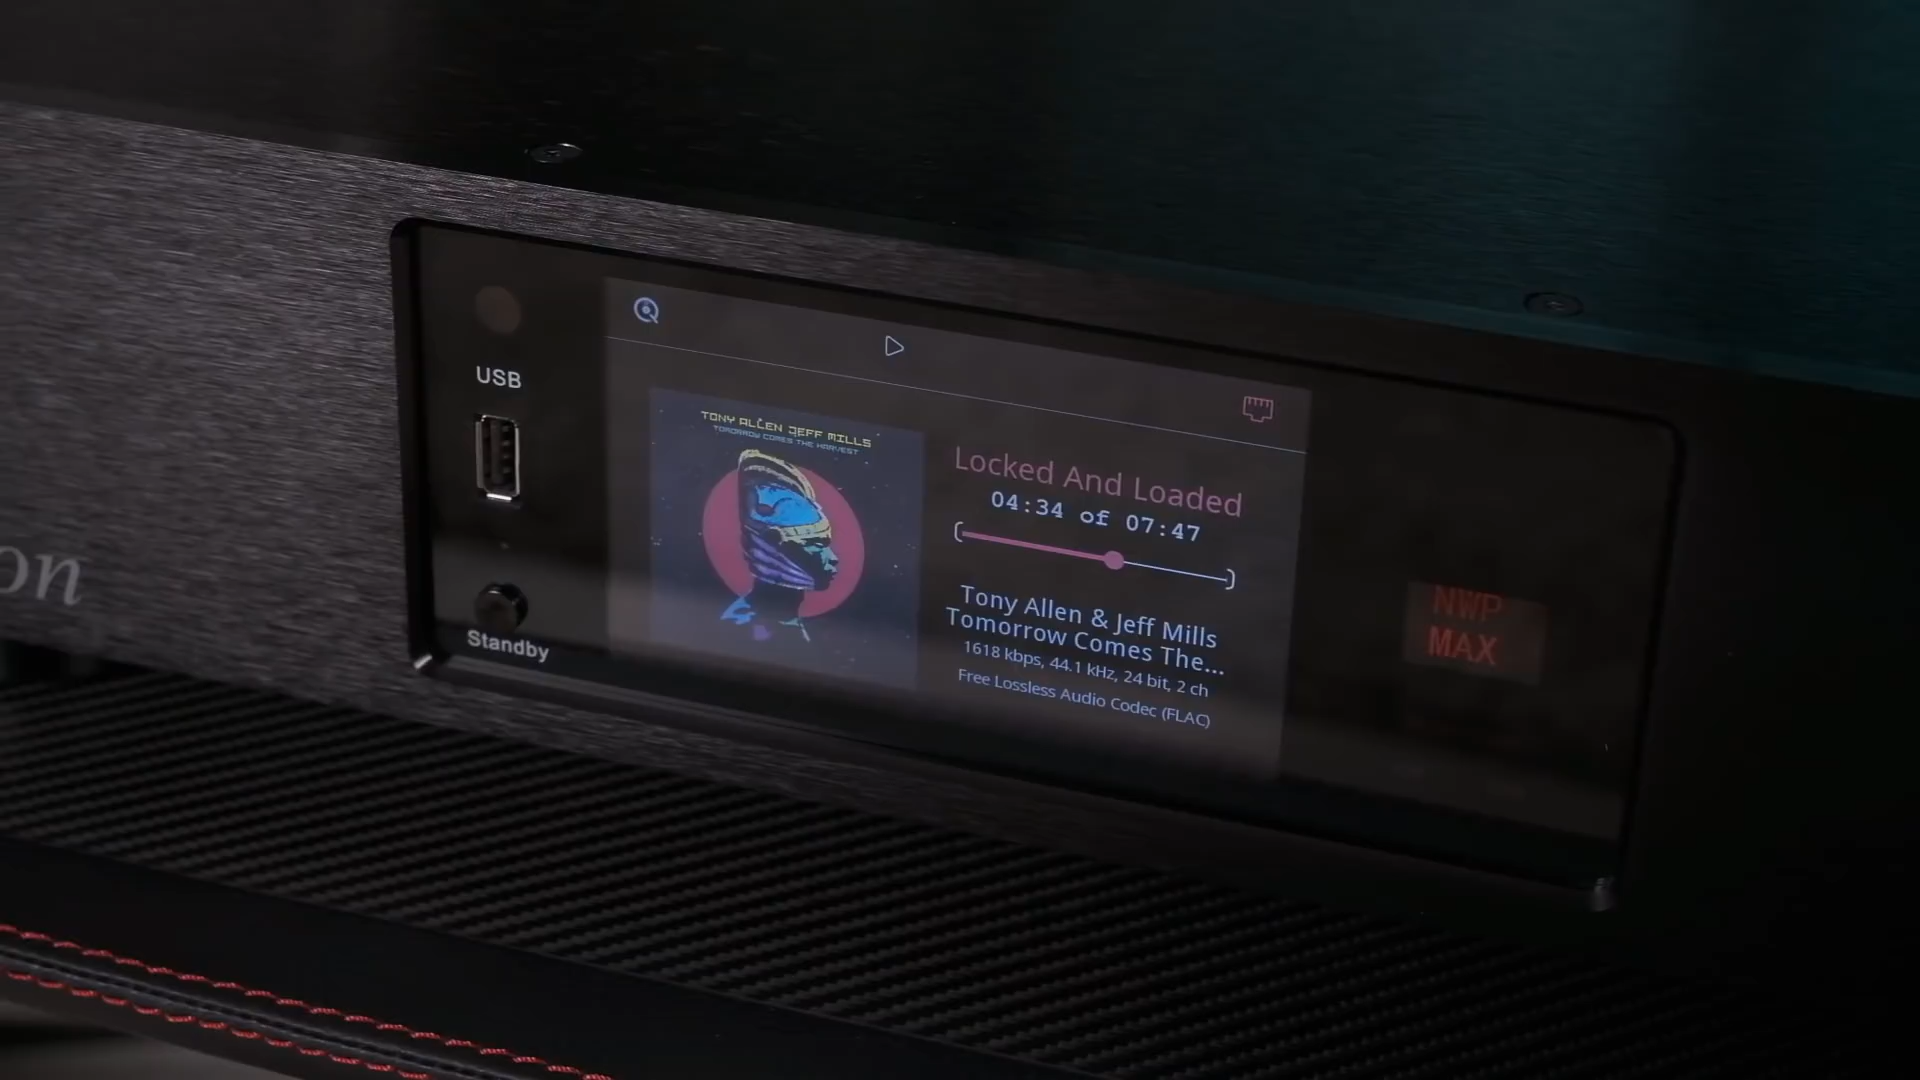 on
USB
Standby
TONY ALLEN JEFF MILLS
TOMORROW COMES THE HARVEST
Locked And Loaded
04:34 of 07:47
Tony Allen & Jeff Mills
Tomorrow Comes The...
1618 kbps, 44.1 kHz, 24 bit, 2 ch
Free Lossless Audio Codec (FLAC)
NWP
MAX